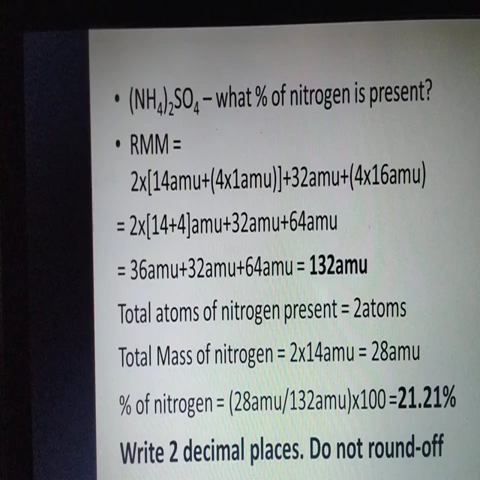 • (NH₄)₂SO₄ – what % of nitrogen is present?
• RMM =
2x[14amu+(4x1amu)]+32amu+(4x16amu)
= 2x[14+4]amu+32amu+64amu
= 36amu+32amu+64amu = 132amu
Total atoms of nitrogen present = 2atoms
Total Mass of nitrogen = 2x14amu = 28amu
% of nitrogen = (28amu/132amu)x100 =21.21%
Write 2 decimal places. Do not round-off